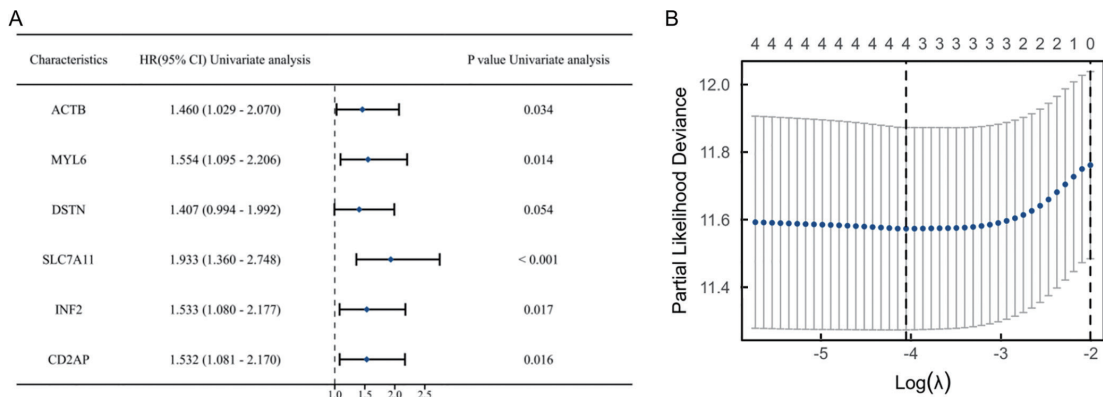 A
Characteristics HR(95% CI) Univariate analysis P value Univariate analysis
ACTB 1.460 (1.029 - 2.070) 0.034
MYL6 1.554 (1.095 - 2.206) 0.014
DSTN 1.407 (0.994 - 1.992) 0.054
SLC7A11 1.933 (1.360 - 2.748) < 0.001
INF2 1.533 (1.080 - 2.177) 0.017
CD2AP 1.532 (1.081 - 2.170) 0.016
1.0 1.5 2.0 2.5
B
4 4 4 4 4 4 4 4 4 4 3 3 3 3 3 3 2 2 2 1 0
Partial Likelihood Deviance
12.0
11.8
11.6
11.4
-5 -4 -3 -2
Log(λ)